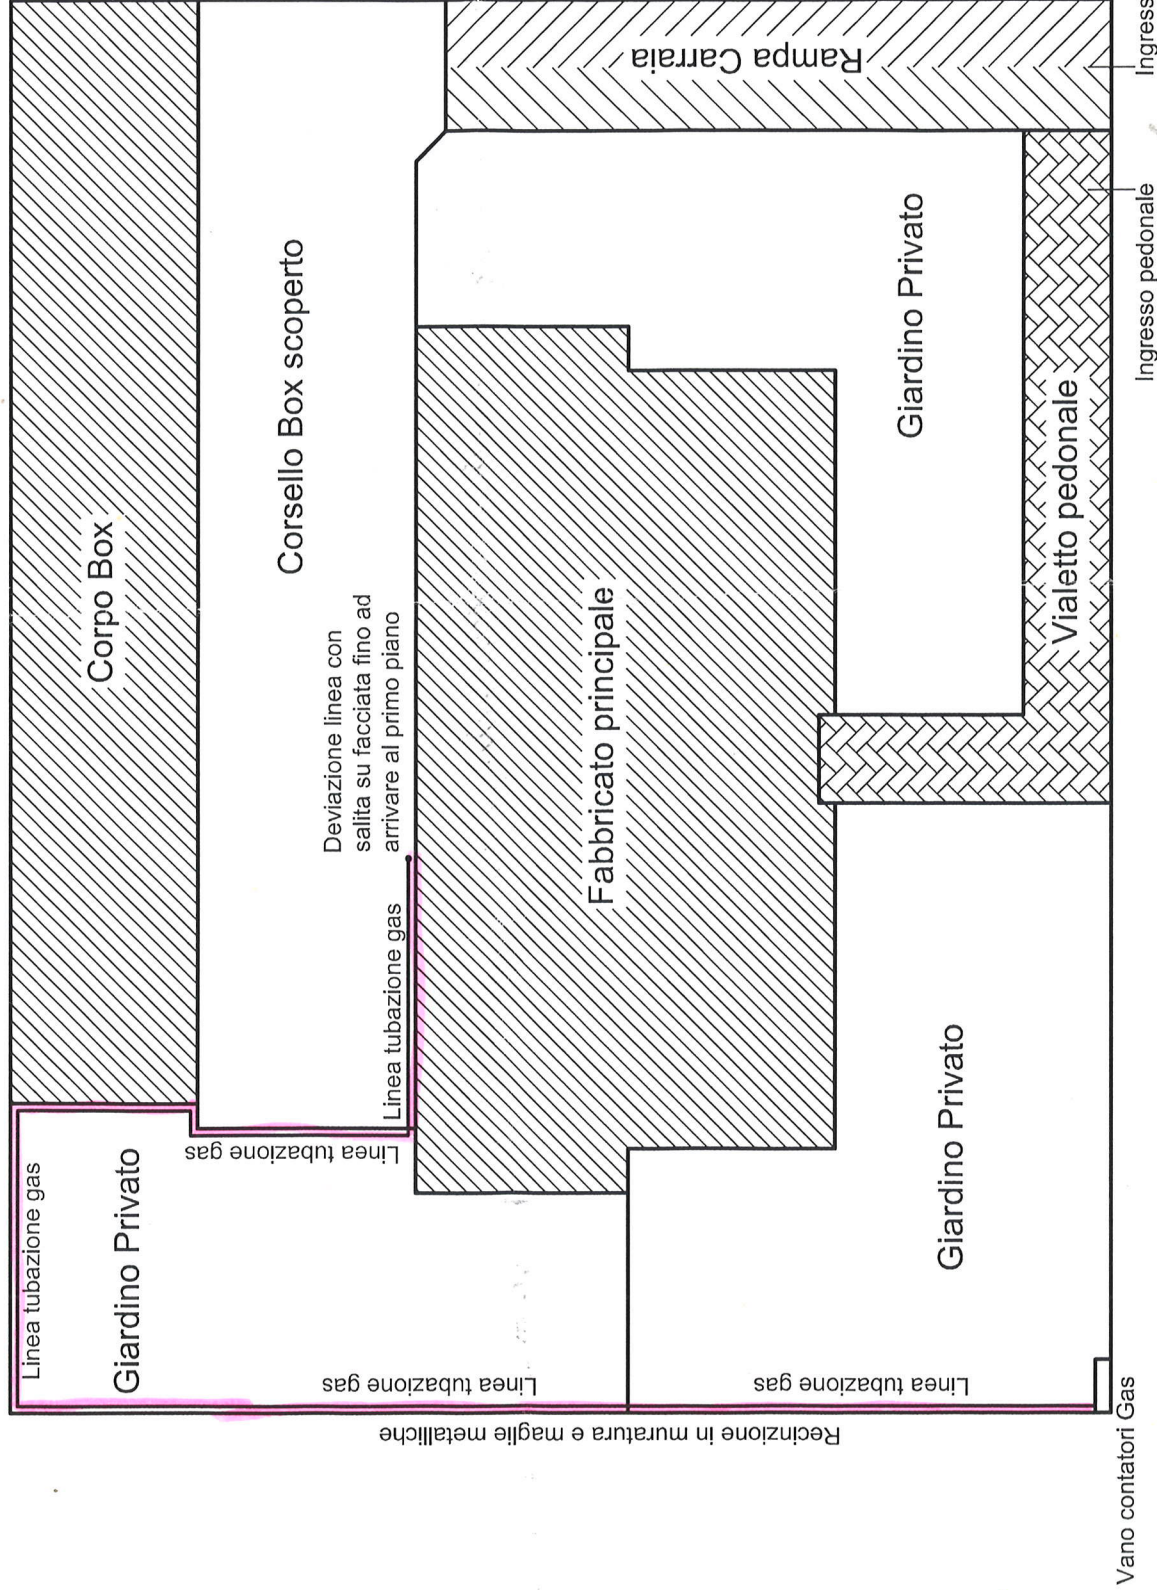 Linea tubazione gas
Giardino Privato
Corpo Box
Linea tubazione gas
Corsello Box scoperto
Deviazione linea con
salita su facciata fino ad
arrivare al primo piano
Linea tubazione gas
Rampa Carraia
Linea tubazione gas
Fabbricato principale
Giardino Privato
Recinzione in muratura e maglie metalliche
Linea tubazione gas
Giardino Privato
Vialetto pedonale
Vano contatori Gas
Ingresso pedonale